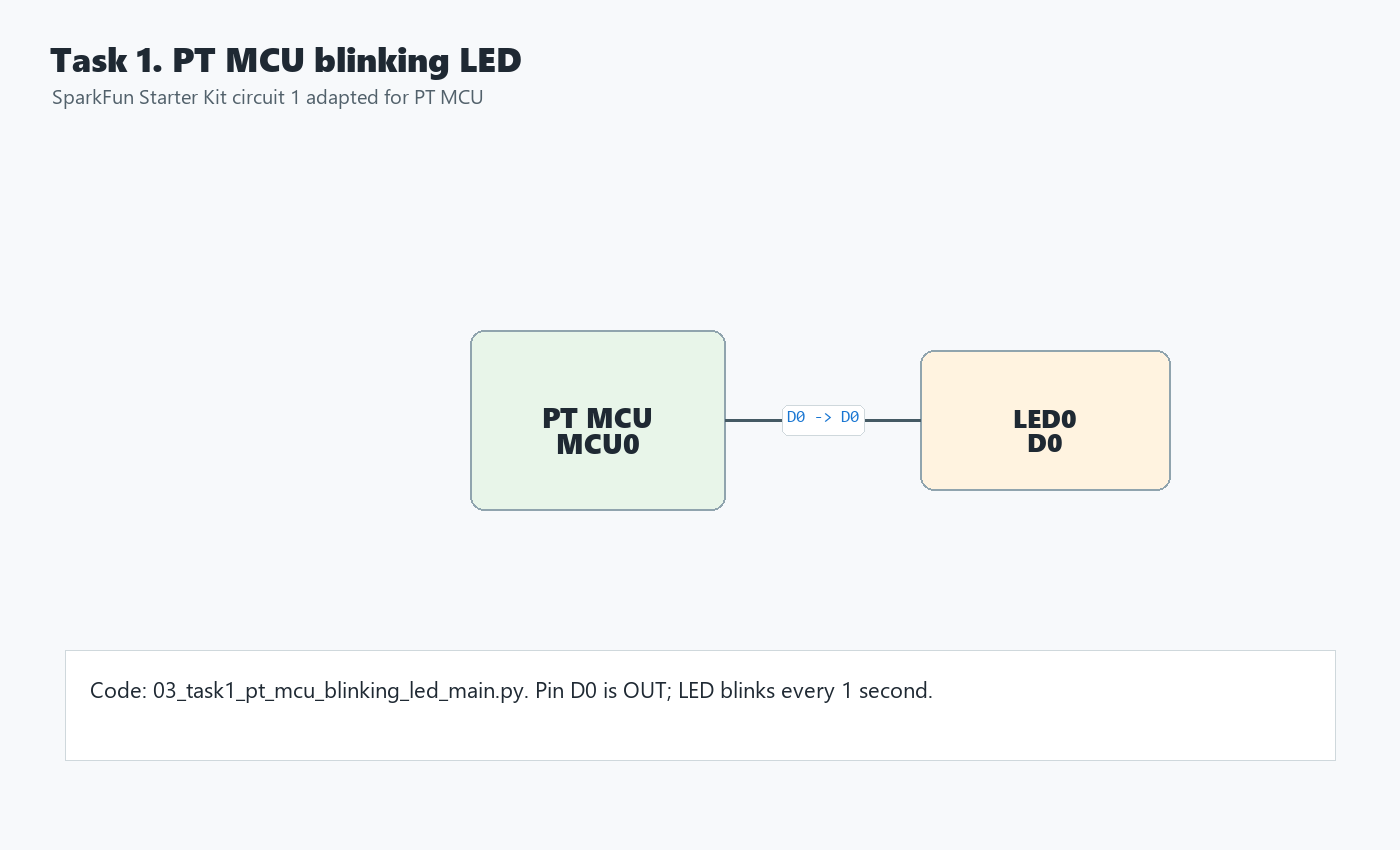 Task 1. PT MCU blinking LED
SparkFun Starter Kit circuit 1 adapted for PT MCU
PT MCU
MCU0
D0 -> D0
LED0
D0
Code: 03_task1_pt_mcu_blinking_led_main.py. Pin D0 is OUT; LED blinks every 1 second.